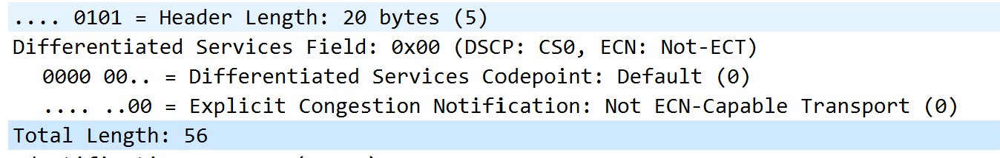 .... 0101 = Header Length: 20 bytes (5)
Differentiated Services Field: 0x00 (DSCP: CS0, ECN: Not-ECT)
0000 00.. = Differentiated Services Codepoint: Default (0)
.... ..00 = Explicit Congestion Notification: Not ECN-Capable Transport (0)
Total Length: 56